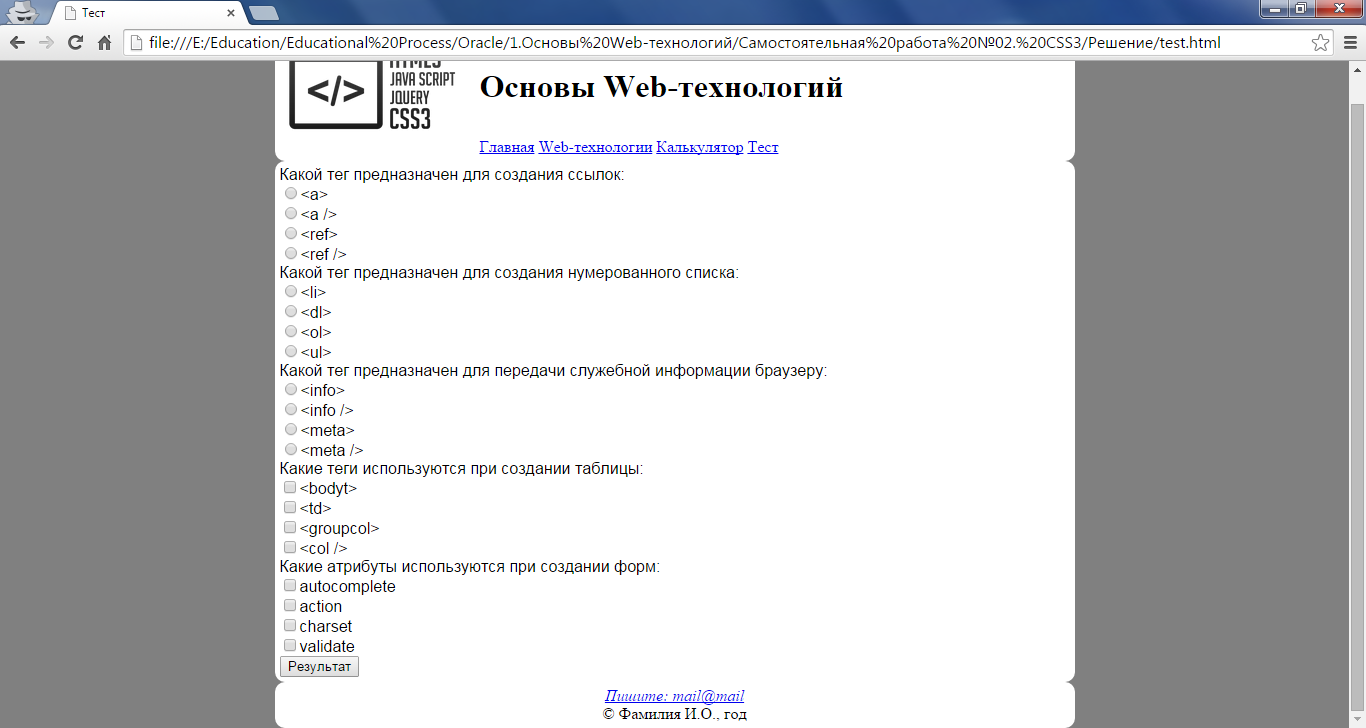 Тест
file:///E:/Education/Educational%20Process/Oracle/1.Основы%20Web-технологий/Самостоятельная%20работа%20№02.%20CSS3/Решение/test.html
HTML5
</> JAVA SCRIPT
JQUERY
CSS3
Основы Web-технологий
Главная Web-технологии Калькулятор Тест
Какой тег предназначен для создания ссылок:
<a>
<a />
<ref>
<ref />
Какой тег предназначен для создания нумерованного списка:
<li>
<dl>
<ol>
<ul>
Какой тег предназначен для передачи служебной информации браузеру:
<info>
<info />
<meta>
<meta />
Какие теги используются при создании таблицы:
<bodyt>
<td>
<groupcol>
<col />
Какие атрибуты используются при создании форм:
autocomplete
action
charset
validate
Результат
Пишите: mail@mail
© Фамилия И.О., год